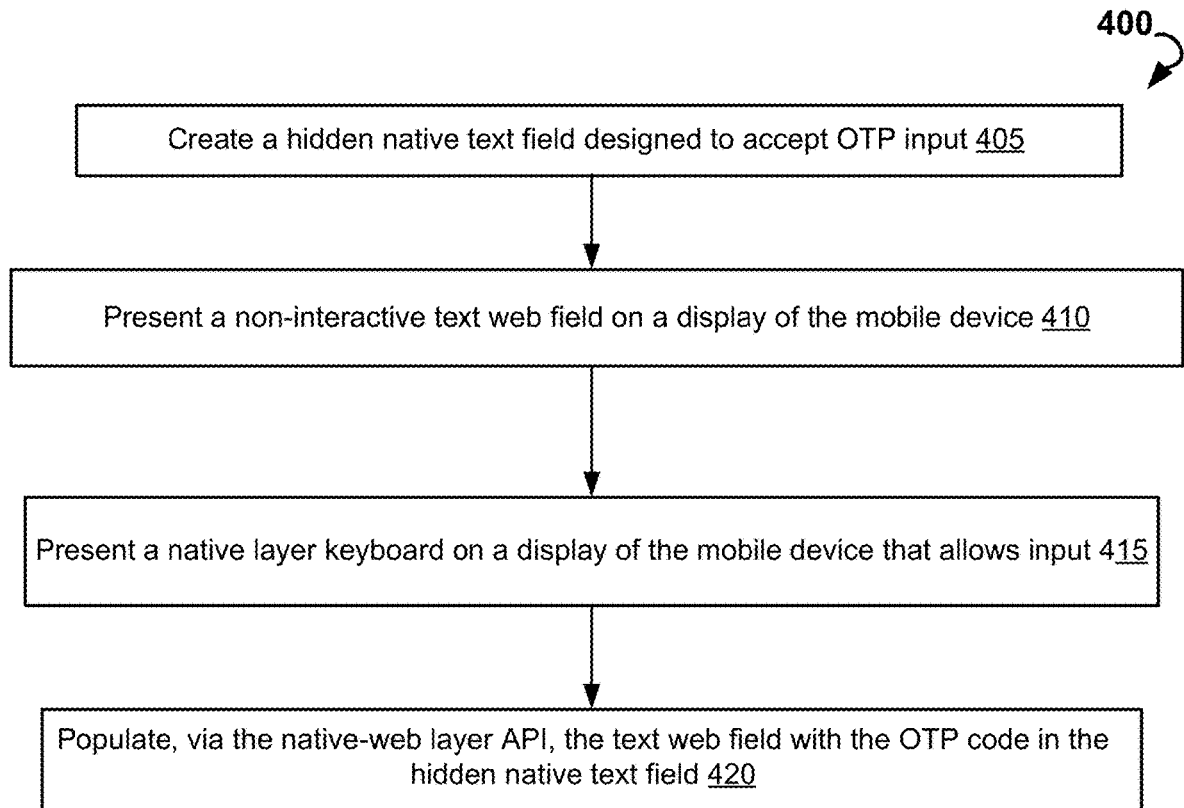 400
Create a hidden native text field designed to accept OTP input 405
Present a non-interactive text web field on a display of the mobile device 410
Present a native layer keyboard on a display of the mobile device that allows input 415
Populate, via the native-web layer API, the text web field with the OTP code in the
hidden native text field 420